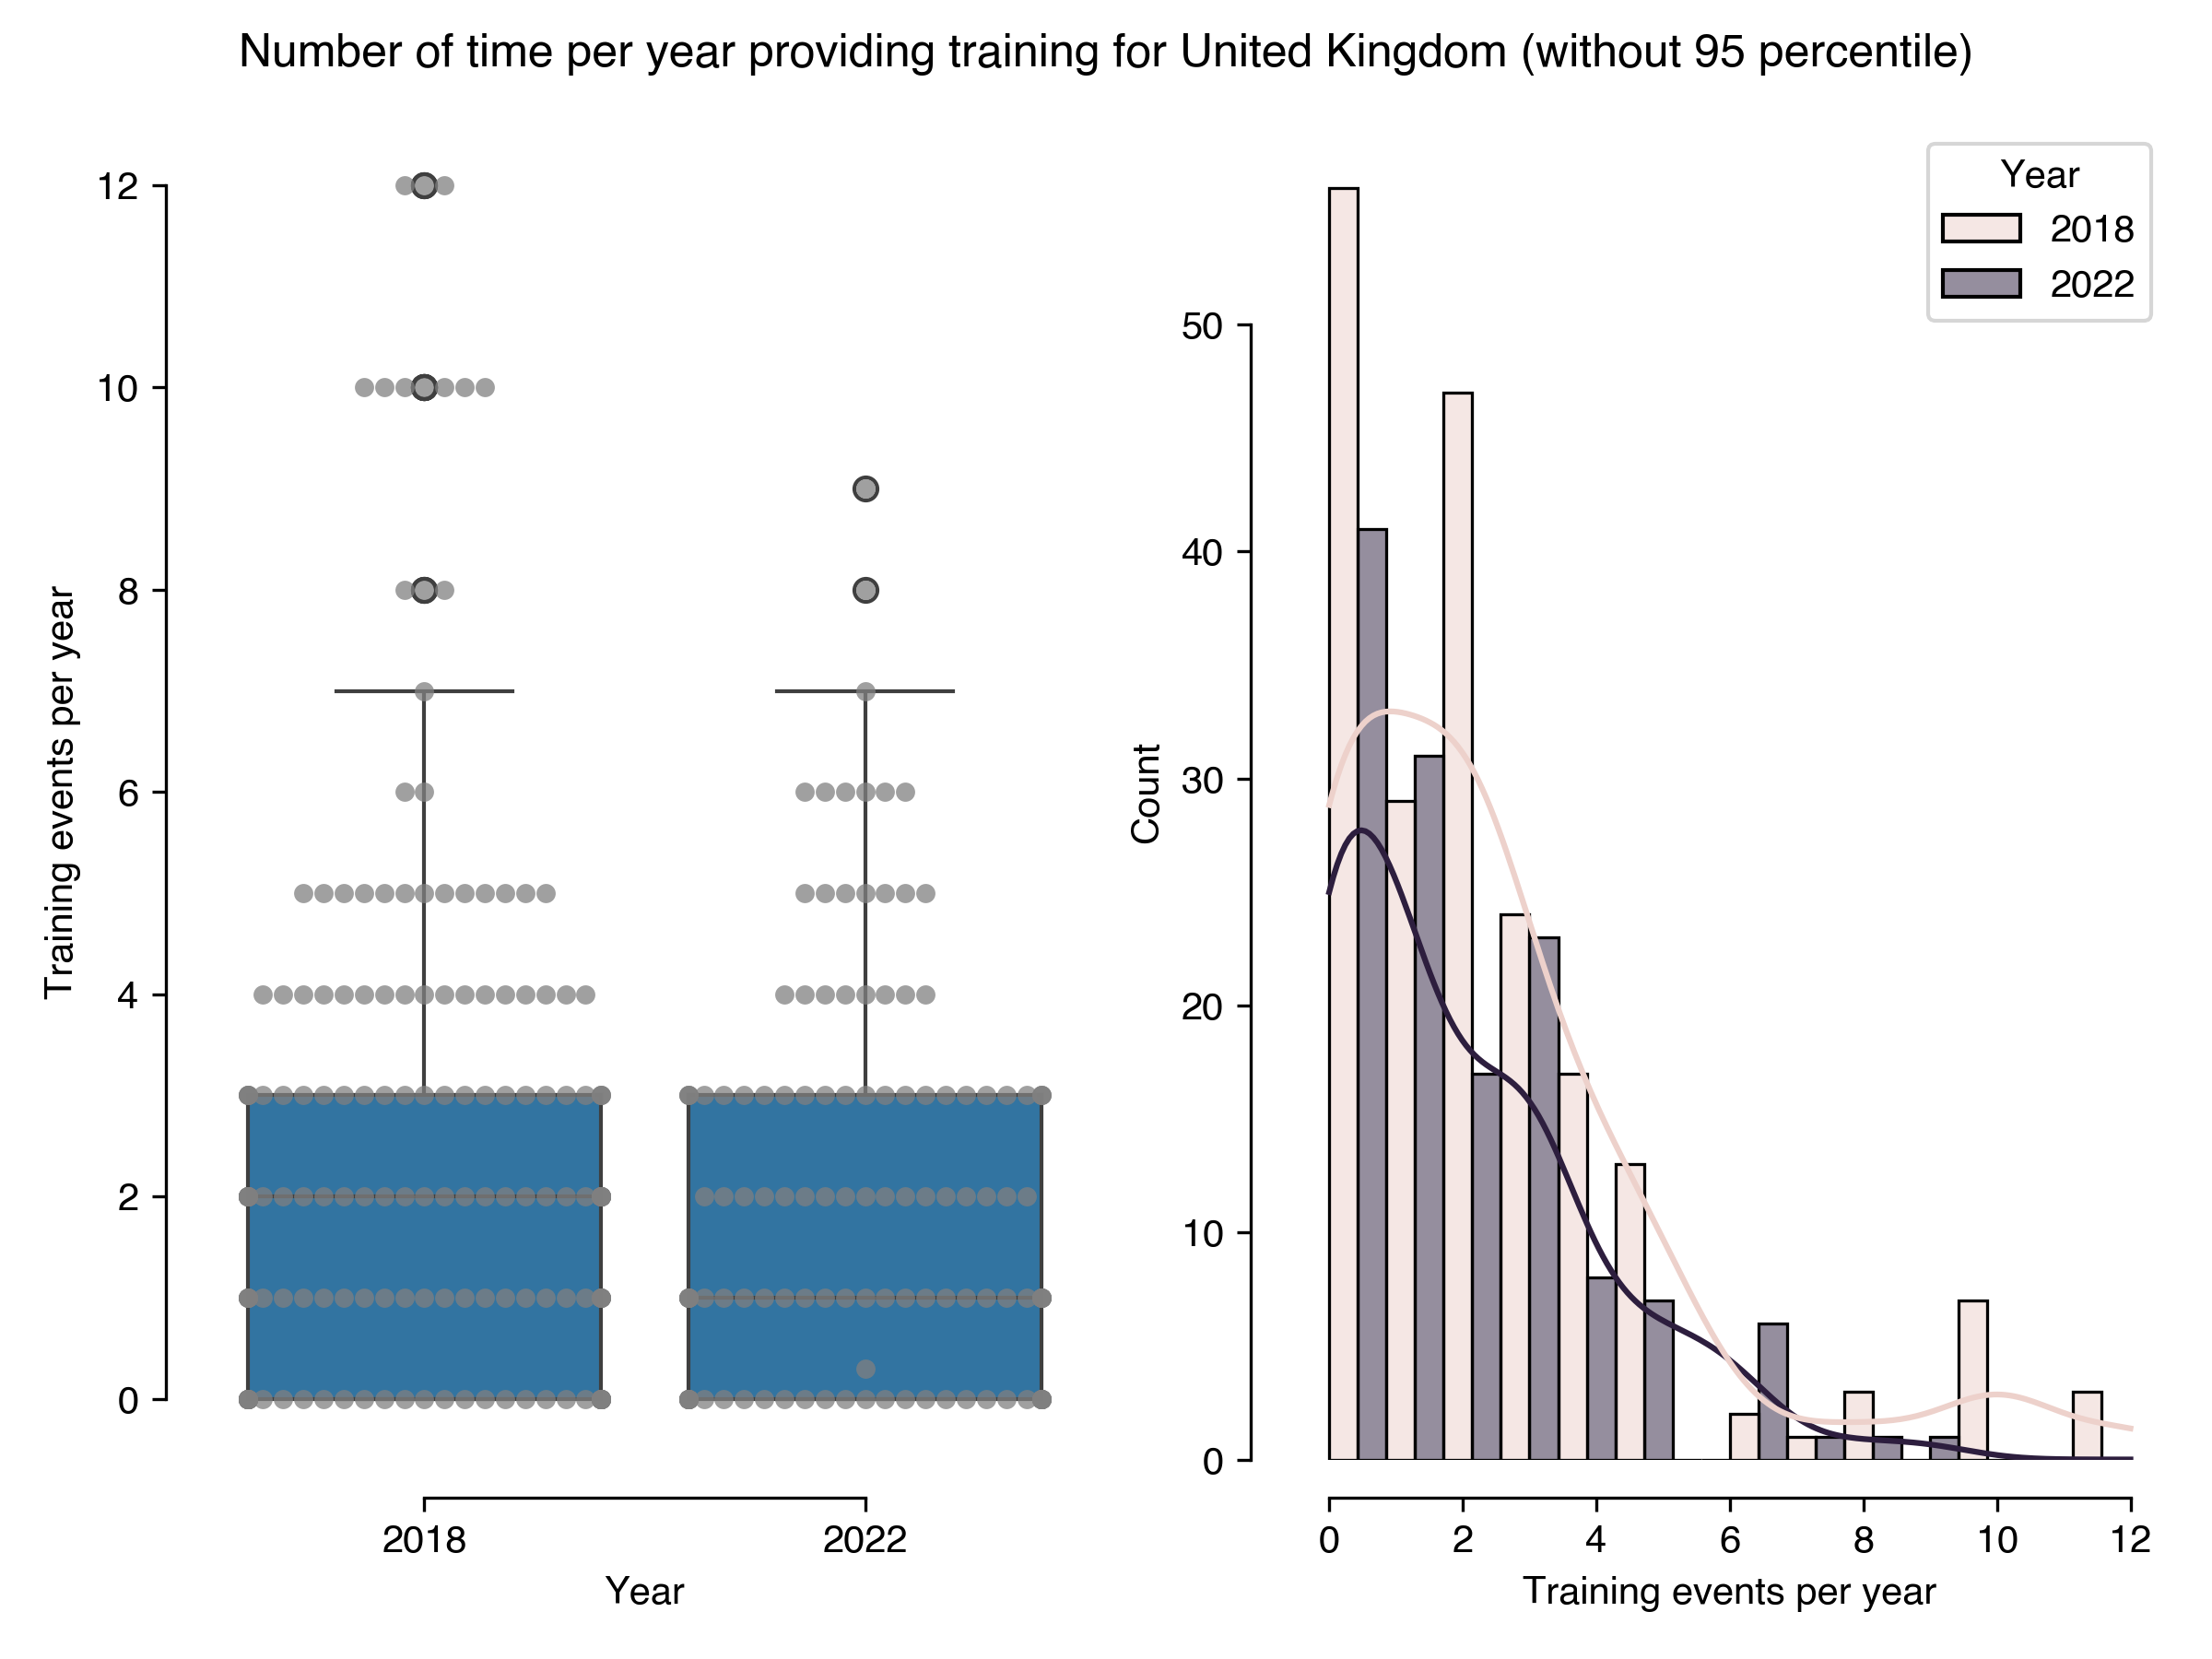 Number of time per year providing training for United Kingdom (without 95 percentile)
12
10
8
6
4
2
0
Training events per year
2018
2022
Year
50
40
30
20
10
0
Count
0 2 4 6 8 10 12
Training events per year
Year
2018
2022